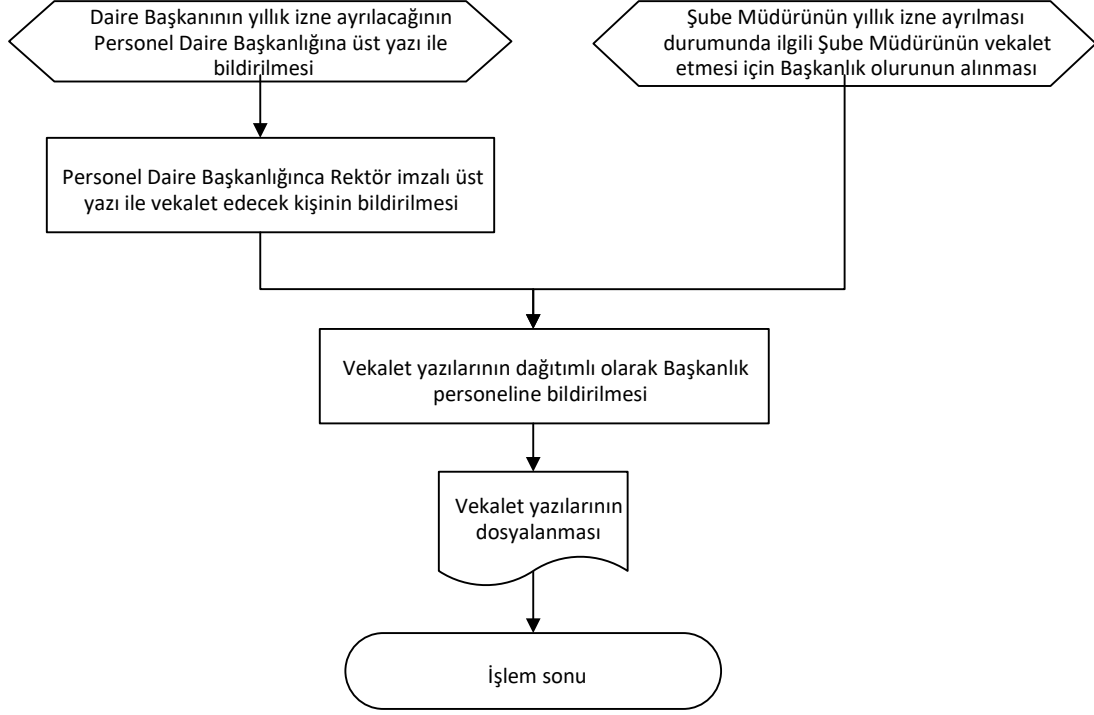 Daire Başkanının yıllık izne ayrılacağının
Personel Daire Başkanlığına üst yazı ile
bildirilmesi
Şube Müdürünün yıllık izne ayrılması
durumunda ilgili Şube Müdürünün vekalet
etmesi için Başkanlık olurunun alınması
Personel Daire Başkanlığınca Rektör imzalı üst
yazı ile vekalet edecek kişinin bildirilmesi
Vekalet yazılarının dağıtımlı olarak Başkanlık
personeline bildirilmesi
Vekalet yazılarının
dosyalanması
İşlem sonu